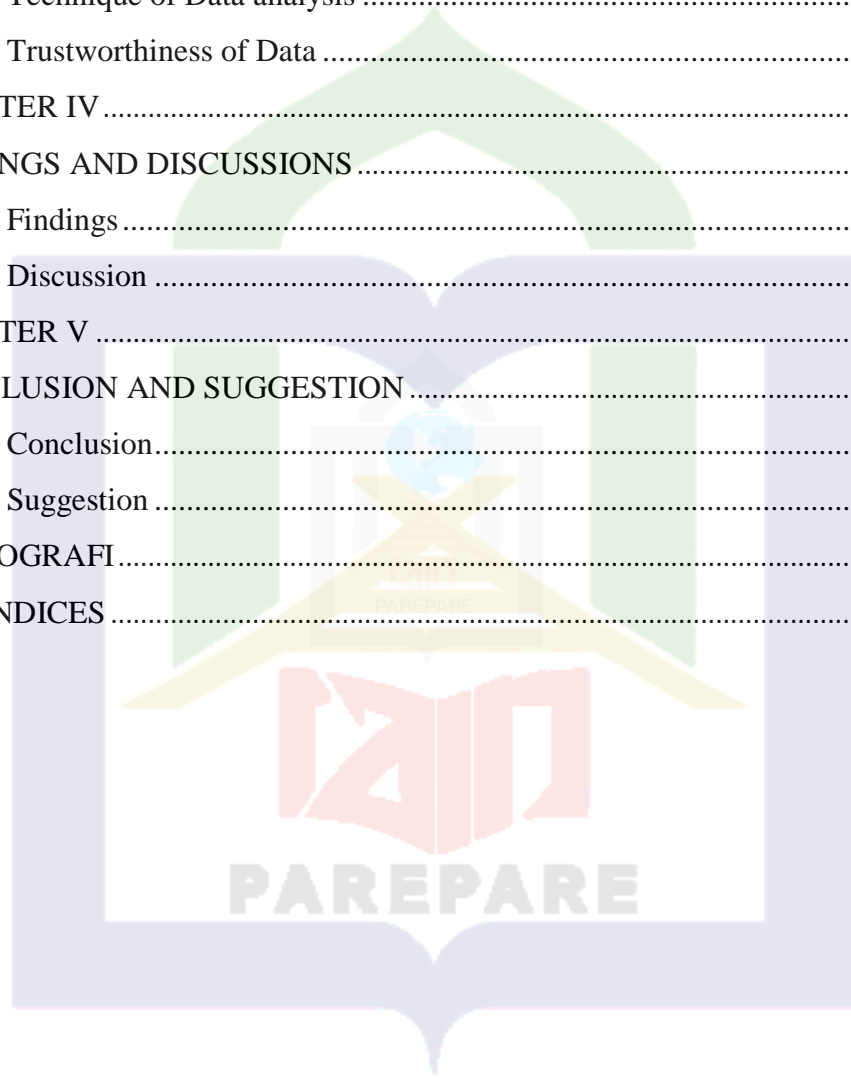 Technique of Data analysis ........................................................................
Trustworthiness of Data .............................................................................
TER IV ..........................................................................................................
NGS AND DISCUSSIONS ........................................................................
Findings ........................................................................................................
Discussion ....................................................................................................
TER V ...........................................................................................................
LUSION AND SUGGESTION .................................................................
Conclusion....................................................................................................
Suggestion ....................................................................................................
OGRAFI ........................................................................................................
NDICES .........................................................................................................
PAREPARE
PAREPARE